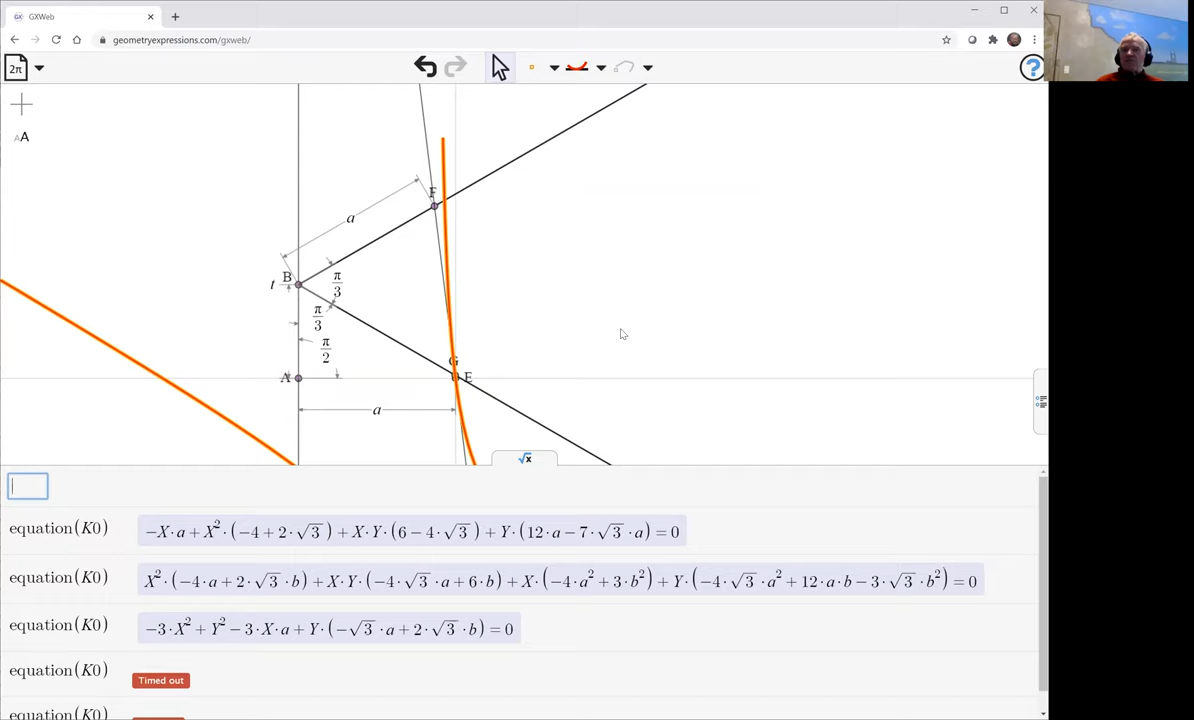 GXWeb
geometryexpressions.com/gxweb/
2π
AA
F
a
B
t
π
3
π
3
π
2
G
A
E
a
√x
equation(K0) −X·a+X²·(−4+2·√3)+X·Y·(6−4·√3)+Y·(12·a−7·√3·a)=0
equation(K0) X²·(−4·a+2·√3·b)+X·Y·(−4·√3·a+6·b)+X·(−4·a²+3·b²)+Y·(−4·√3·a²+12·a·b−3·√3·b²)=0
equation(K0) −3·X²+Y²−3·X·a+Y·(−√3·a+2·√3·b)=0
equation(K0) Timed out
equation(K0)